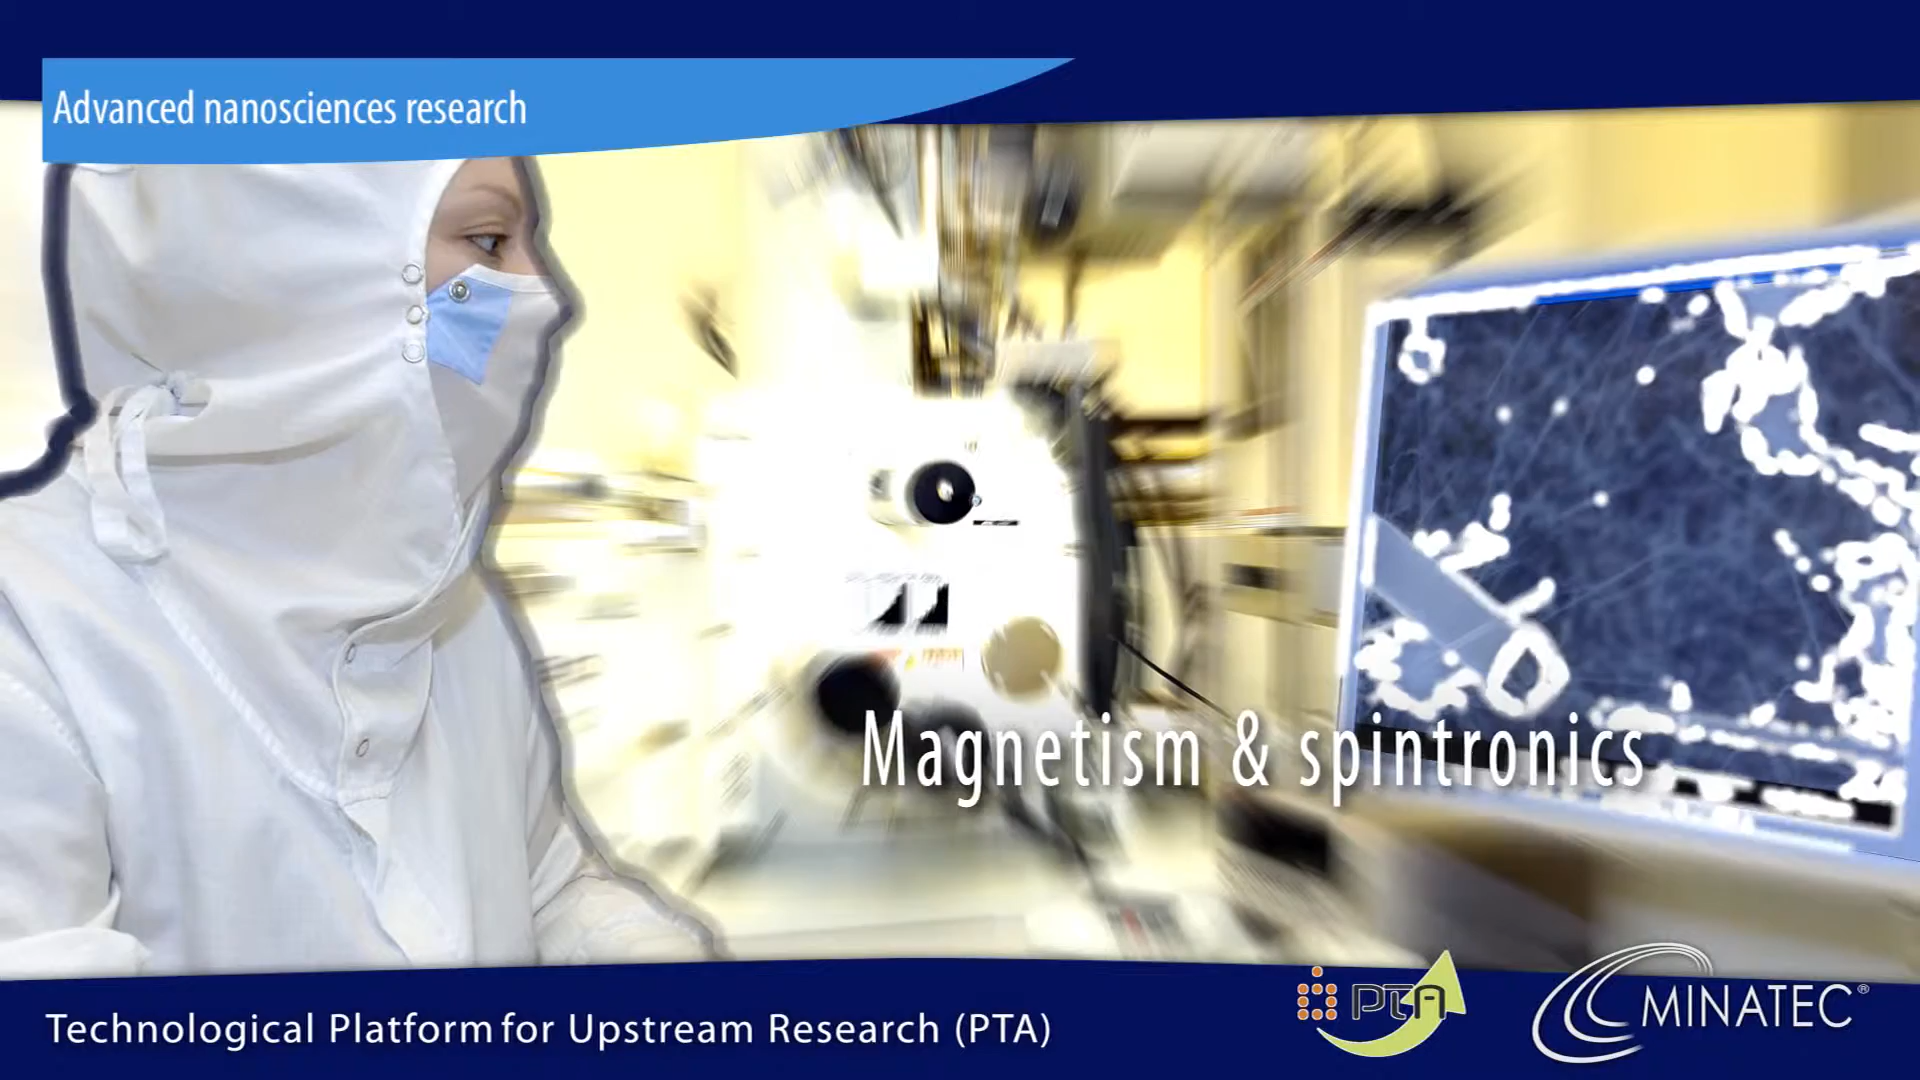 Advanced nanosciences research
Magnetism & spintronics
Technological Platform for Upstream Research (PTA)
PTA
MINATEC®